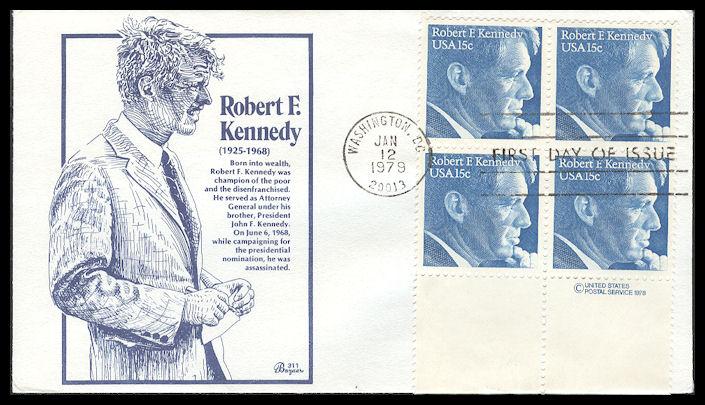 Robert F.
Kennedy
(1925-1968)
Born into wealth,
Robert F. Kennedy was
champion of the poor
and the disenfranchised.
He served as Attorney
General under his
brother, President
John F. Kennedy.
On June 6, 1968,
while campaigning for
the presidential
nomination, he was
assassinated.
311
Bazaar
WASHINGTON, DC
JAN
12
1979
20013
FIRST DAY OF ISSUE
Robert F. Kennedy
USA 15c
Robert F. Kennedy
USA 15c
Robert F. Kennedy
USA 15c
Robert F. Kennedy
USA 15c
© UNITED STATES
POSTAL SERVICE 1978